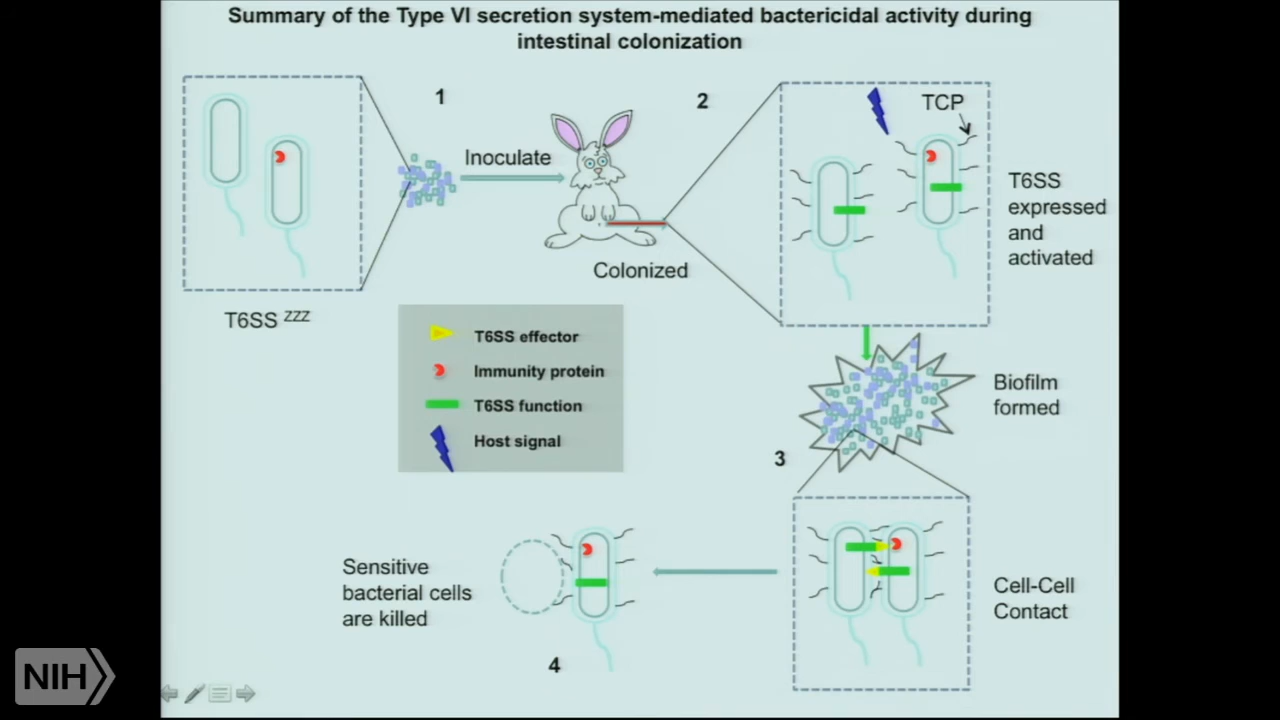 Summary of the Type VI secretion system-mediated bactericidal activity during
intestinal colonization
1
2
TCP
Inoculate
T6SS
expressed
and
activated
Colonized
T6SS ZZZ
T6SS effector
Immunity protein
T6SS function
Host signal
Biofilm
formed
3
Sensitive
bacterial cells
are killed
Cell-Cell
Contact
4
NIH